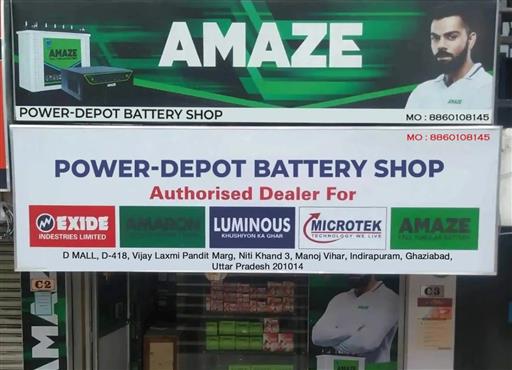 AMAZE
AMAZE
POWER-DEPOT BATTERY SHOP
MO : 8860108145
MO : 8860108145
POWER-DEPOT BATTERY SHOP
Authorised Dealer For
EXIDE
INDESTRIES LIMITED
AMARON
LUMINOUS
KHUSHIYON KA GHAR
MICROTEK
TECHNOLOGY WE LIVE
AMAZE
D MALL, D-418, Vijay Laxmi Pandit Marg, Niti Khand 3, Manoj Vihar, Indirapuram, Ghaziabad,
Uttar Pradesh 201014
C2
C3
AMA